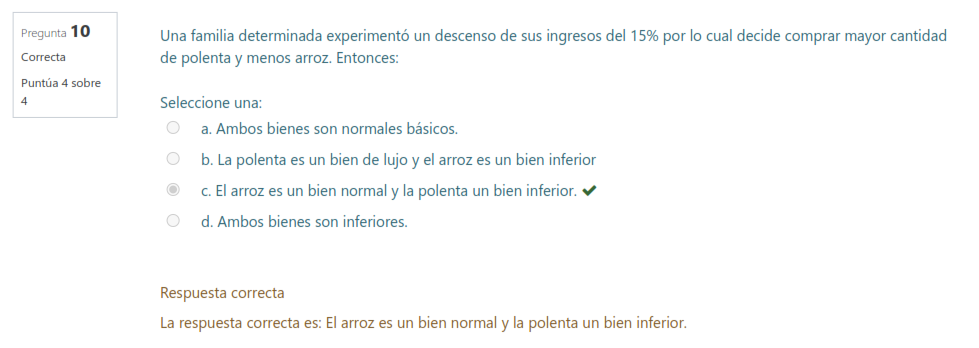 Pregunta 10
Correcta
Puntúa 4 sobre
4
Una familia determinada experimentó un descenso de sus ingresos del 15% por lo cual decide comprar mayor cantidad
de polenta y menos arroz. Entonces:
Seleccione una:
a. Ambos bienes son normales básicos.
b. La polenta es un bien de lujo y el arroz es un bien inferior
c. El arroz es un bien normal y la polenta un bien inferior.
d. Ambos bienes son inferiores.
Respuesta correcta
La respuesta correcta es: El arroz es un bien normal y la polenta un bien inferior.